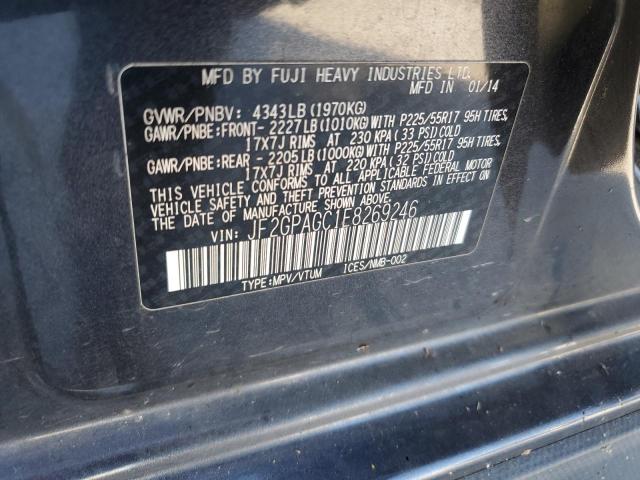 MFD BY FUJI HEAVY INDUSTRIES LTD.
MFD IN 01/14
GVWR/PNBV: 4343LB(1970KG)
GAWR/PNBE:FRONT-2227LB(1010KG)WITH P225/55R17 95H TIRES,
17X7J RIMS AT 230 KPA(33 PSI)COLD
GAWR/PNBE:REAR -2205LB(1000KG)WITH P225/55R17 95H TIRES,
17X7J RIMS AT 220 KPA(32 PSI)COLD
THIS VEHICLE CONFORMS TO ALL APPLICABLE FEDERAL MOTOR
VEHICLE SAFETY AND THEFT PREVENTION STANDARDS IN EFFECT ON
THE DATE OF MANUFACTURE SHOWN ABOVE.
VIN: JF2GPAGC1E8269246
TYPE:MPV/VTUM ICES/NMB-002